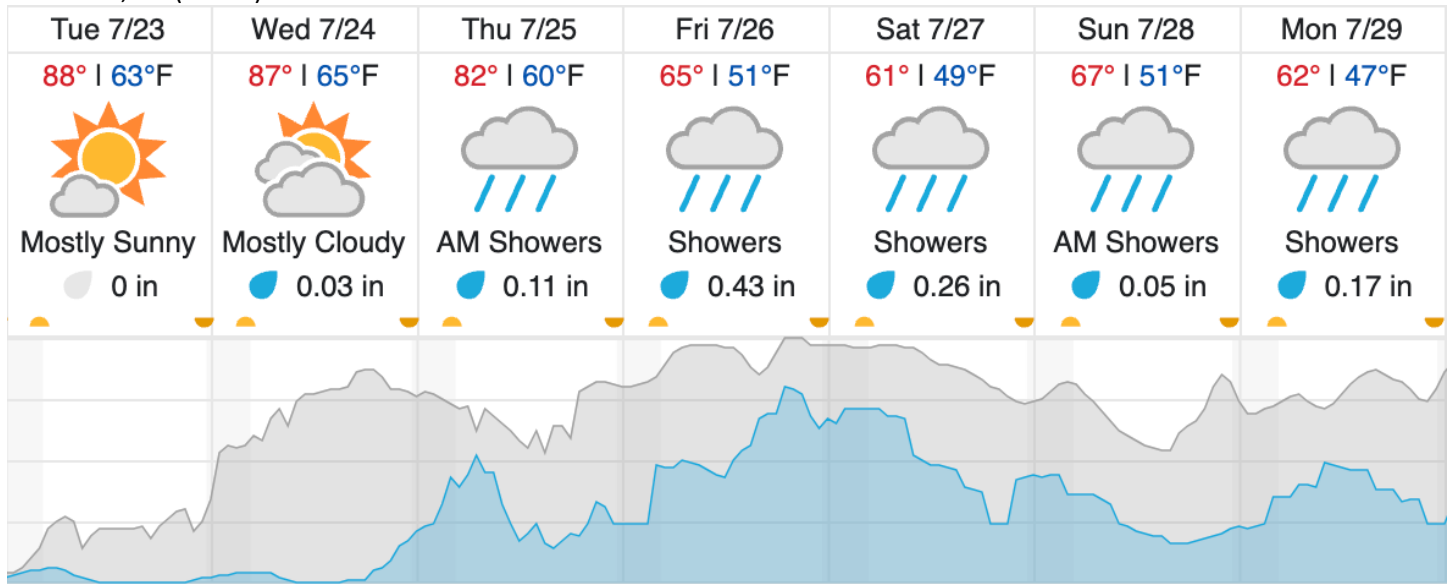 Tue 7/23 Wed 7/24 Thu 7/25 Fri 7/26 Sat 7/27 Sun 7/28 Mon 7/29
88° | 63°F 87° | 65°F 82° | 60°F 65° | 51°F 61° | 49°F 67° | 51°F 62° | 47°F
Mostly Sunny Mostly Cloudy AM Showers Showers Showers AM Showers Showers
0 in 0.03 in 0.11 in 0.43 in 0.26 in 0.05 in 0.17 in